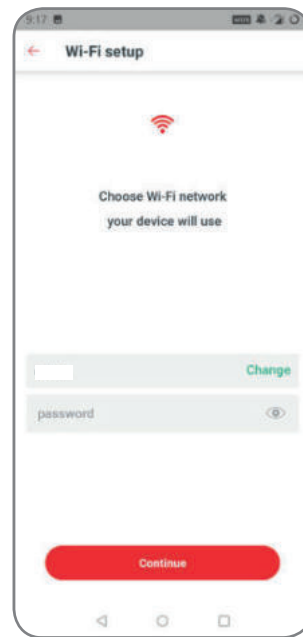 9:17
Wi-Fi setup
Choose Wi-Fi network
your device will use
Change
password
Continue